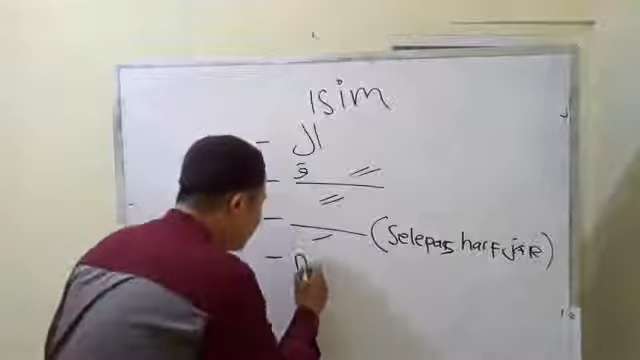 Isim
- ال
-
- (Selepas harf jar)
-